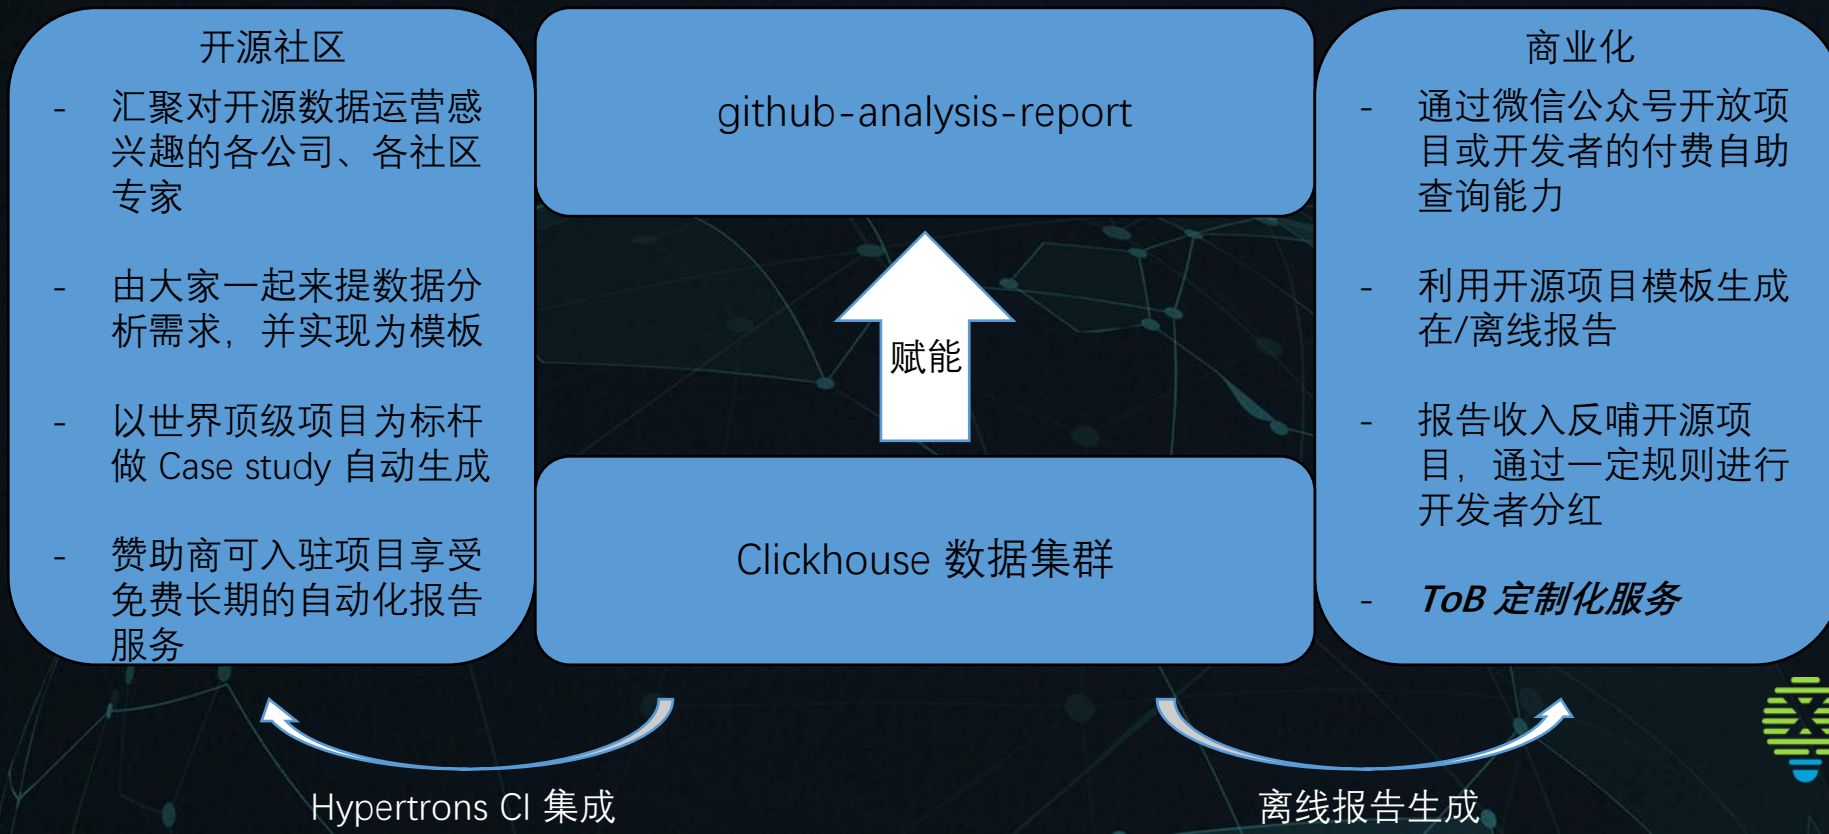 开源社区
- 汇聚对开源数据运营感
兴趣的各公司、各社区
专家
- 由大家一起来提数据分
析需求，并实现为模板
- 以世界顶级项目为标杆
做 Case study 自动生成
- 赞助商可入驻项目享受
免费长期的自动化报告
服务
github-analysis-report
赋能
Clickhouse 数据集群
商业化
- 通过微信公众号开放项
目或开发者的付费自助
查询能力
- 利用开源项目模板生成
在/离线报告
- 报告收入反哺开源项
目，通过一定规则进行
开发者分红
- ToB 定制化服务
Hypertrons CI 集成
离线报告生成